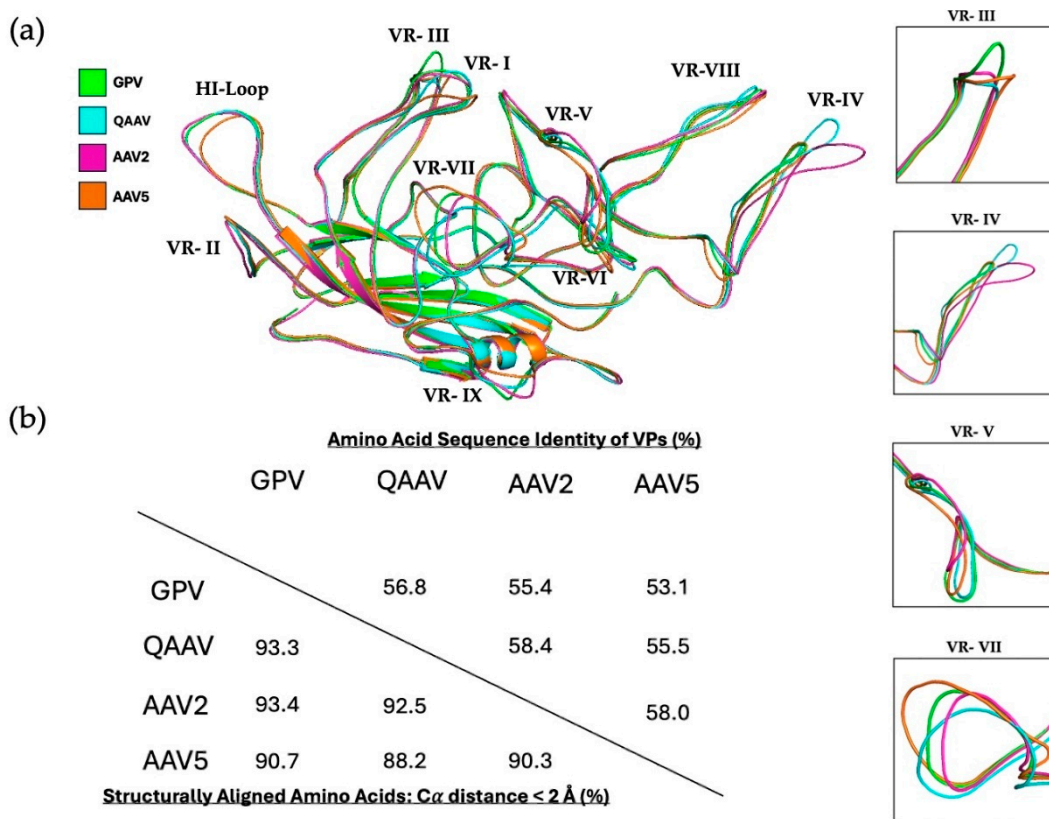 (a)
GPV
QAAV
AAV2
AAV5
HI-Loop
VR- II
VR- III
VR- I
VR-VII
VR-V
VR-VIII
VR-IV
VR-VI
VR- IX
VR- III
VR- IV
VR- V
VR- VII
(b)
Amino Acid Sequence Identity of VPs (%)
GPV QAAV AAV2 AAV5
GPV 56.8 55.4 53.1
QAAV 93.3 58.4 55.5
AAV2 93.4 92.5 58.0
AAV5 90.7 88.2 90.3
Structurally Aligned Amino Acids: Cα distance < 2 Å (%)